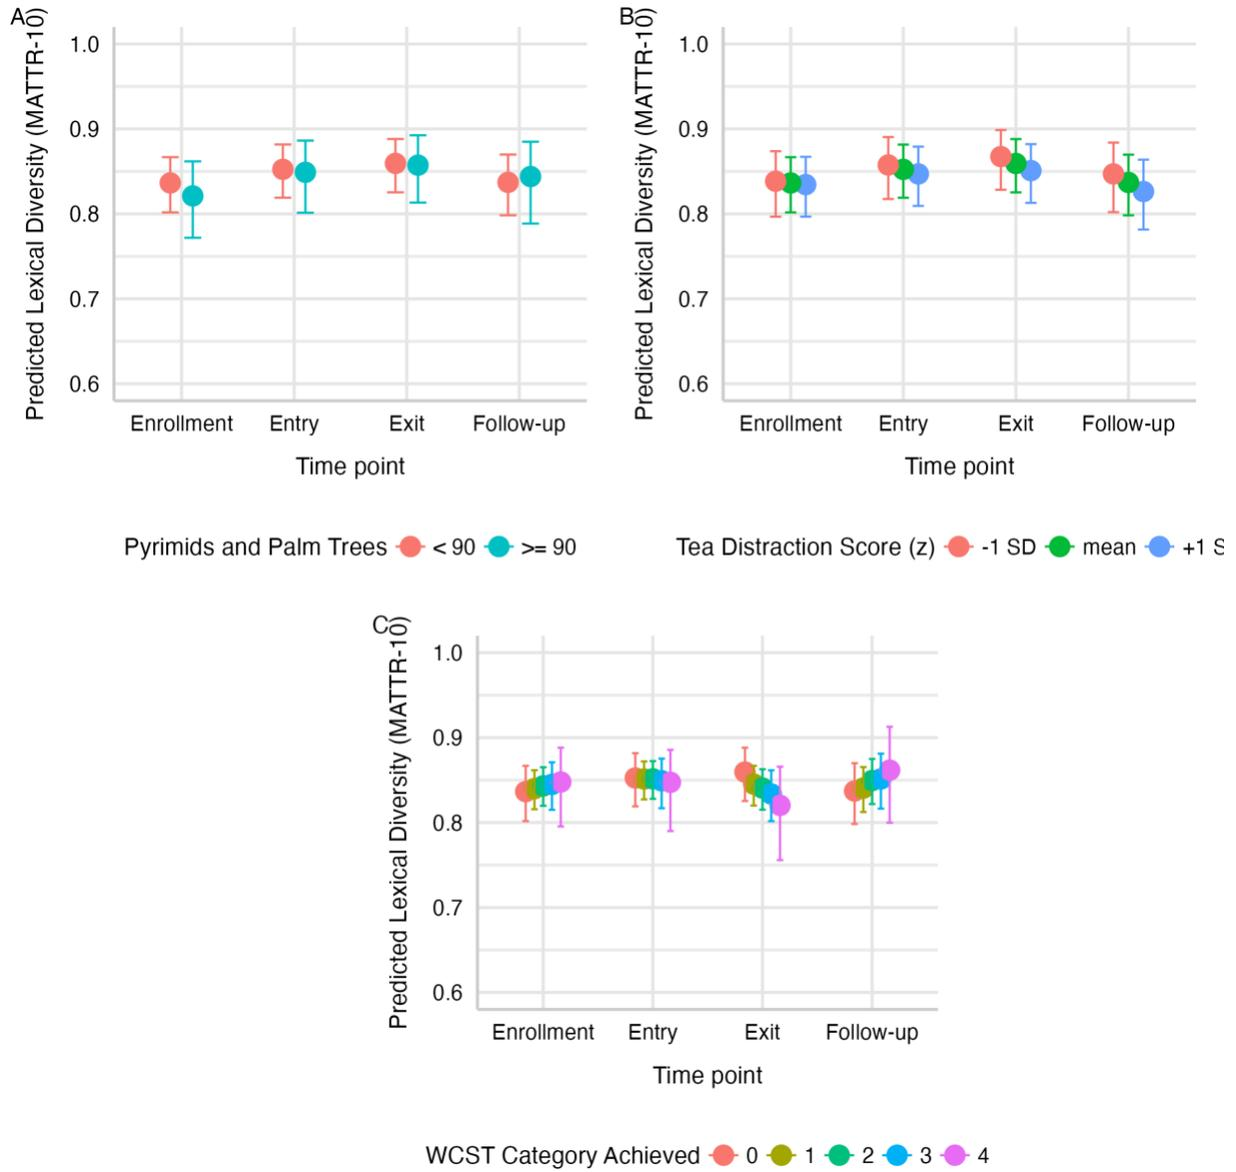 A
Predicted Lexical Diversity (MATTR-10)
1.0
0.9
0.8
0.7
0.6
Enrollment Entry Exit Follow-up
Time point
Pyrimids and Palm Trees < 90 >= 90
B
Predicted Lexical Diversity (MATTR-10)
1.0
0.9
0.8
0.7
0.6
Enrollment Entry Exit Follow-up
Time point
Tea Distraction Score (z) -1 SD mean +1 S
C
Predicted Lexical Diversity (MATTR-10)
1.0
0.9
0.8
0.7
0.6
Enrollment Entry Exit Follow-up
Time point
WCST Category Achieved 0 1 2 3 4